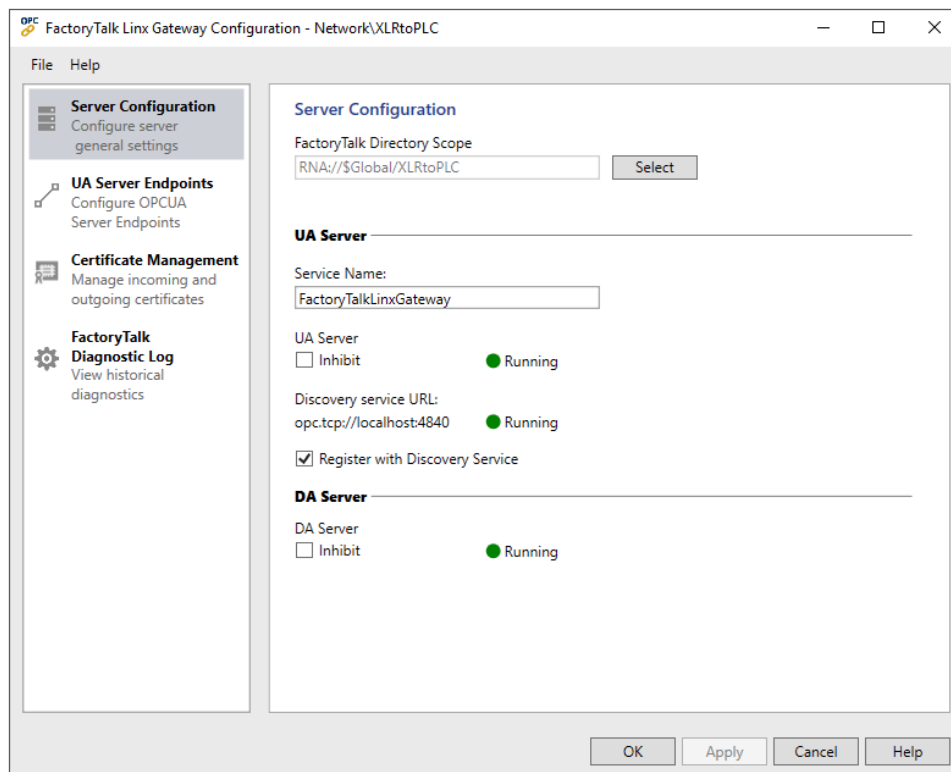 OPC
FactoryTalk Linx Gateway Configuration - Network\XLRtoPLC
File Help
Server Configuration
Configure server
general settings
UA Server Endpoints
Configure OPCUA
Server Endpoints
Certificate Management
Manage incoming and
outgoing certificates
FactoryTalk
Diagnostic Log
View historical
diagnostics
Server Configuration
FactoryTalk Directory Scope
RNA://$Global/XLRtoPLC Select
UA Server
Service Name:
FactoryTalkLinxGateway
UA Server
Inhibit Running
Discovery service URL:
opc.tcp://localhost:4840 Running
Register with Discovery Service
DA Server
DA Server
Inhibit Running
OK Apply Cancel Help